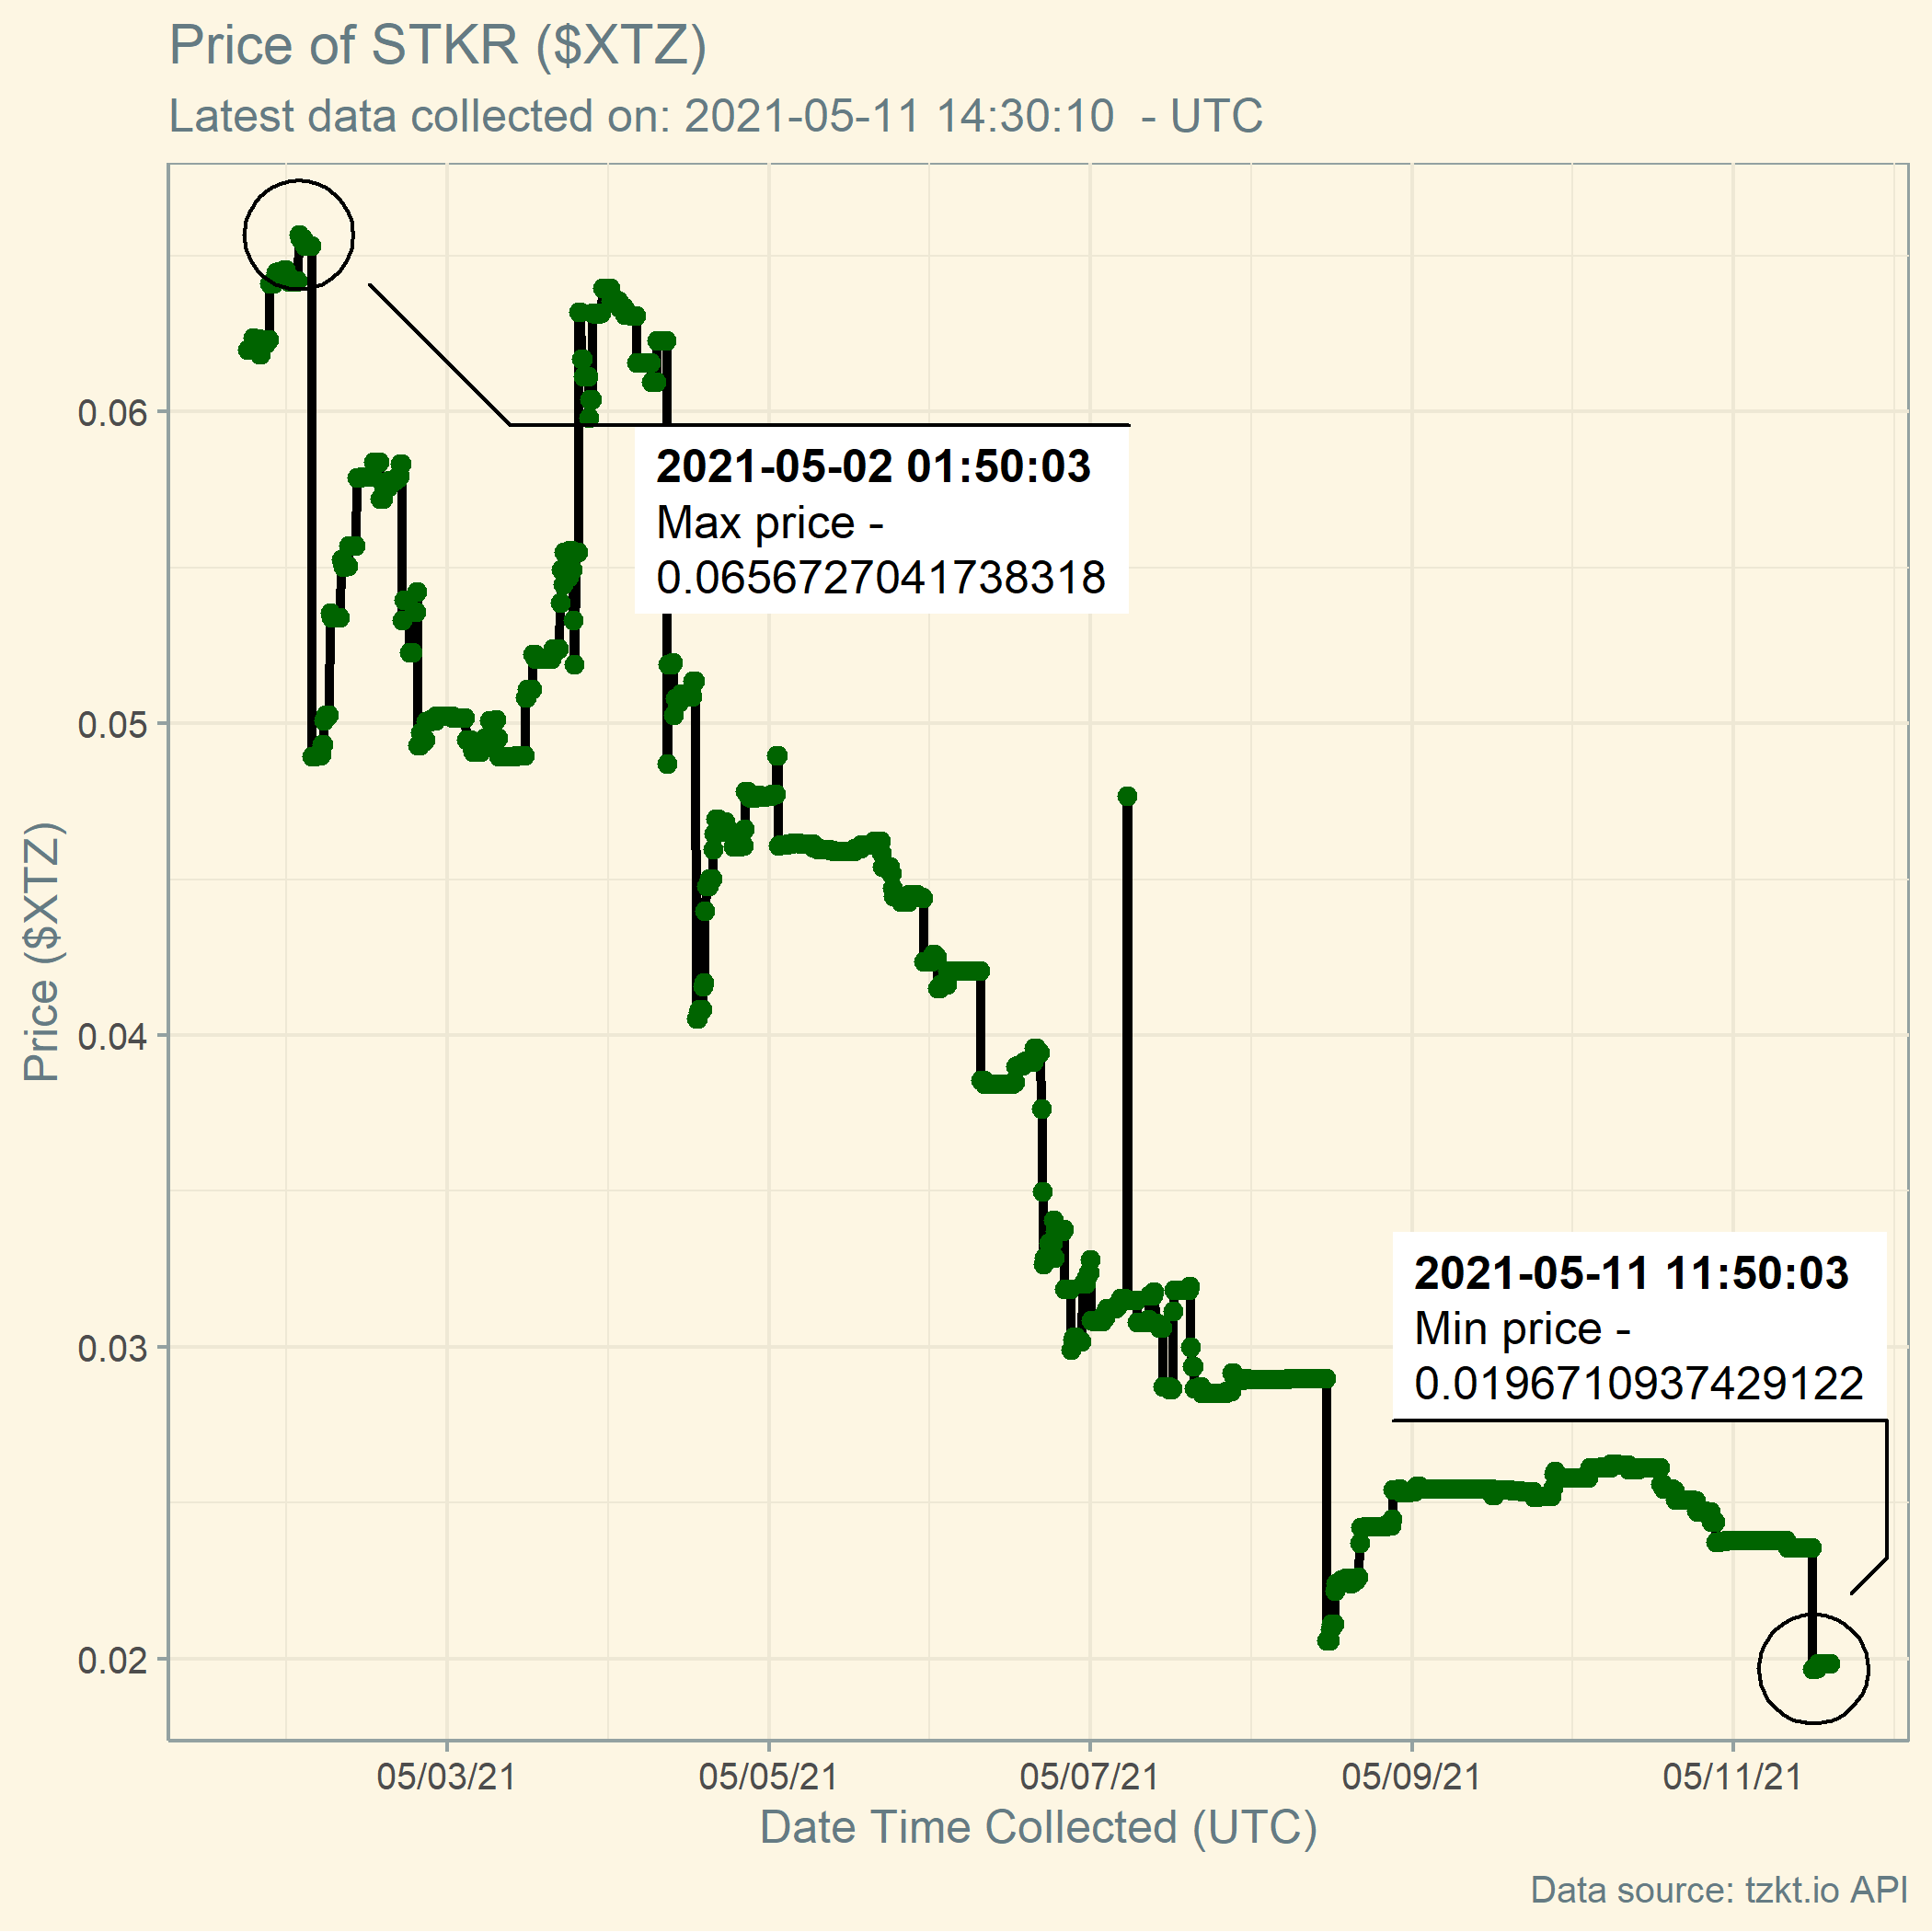 Price of STKR ($XTZ)
Latest data collected on: 2021-05-11 14:30:10  - UTC
Price ($XTZ)
0.06
0.05
0.04
0.03
0.02
2021-05-02 01:50:03
Max price -
0.0656727041738318
2021-05-11 11:50:03
Min price -
0.0196710937429122
05/03/21
05/05/21
05/07/21
05/09/21
05/11/21
Date Time Collected (UTC)
Data source: tzkt.io API